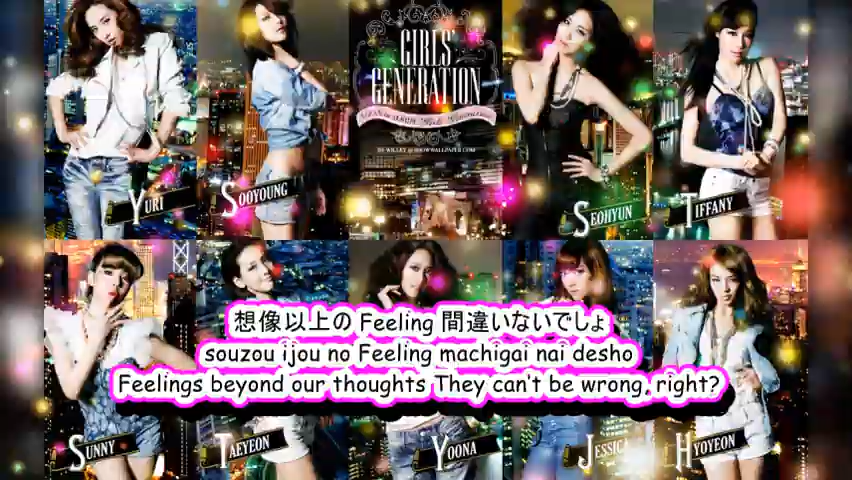 GIRLS'
GENERATION
YURI
SOOYOUNG
SEOHYUN
TIFFANY
想像以上の Feeling 間違いないでしょ
souzou ijou no Feeling machigai nai desho
Feelings beyond our thoughts They can't be wrong, right?
SUNNY
TAEYEON
YOONA
JESSICA
HYOYEON